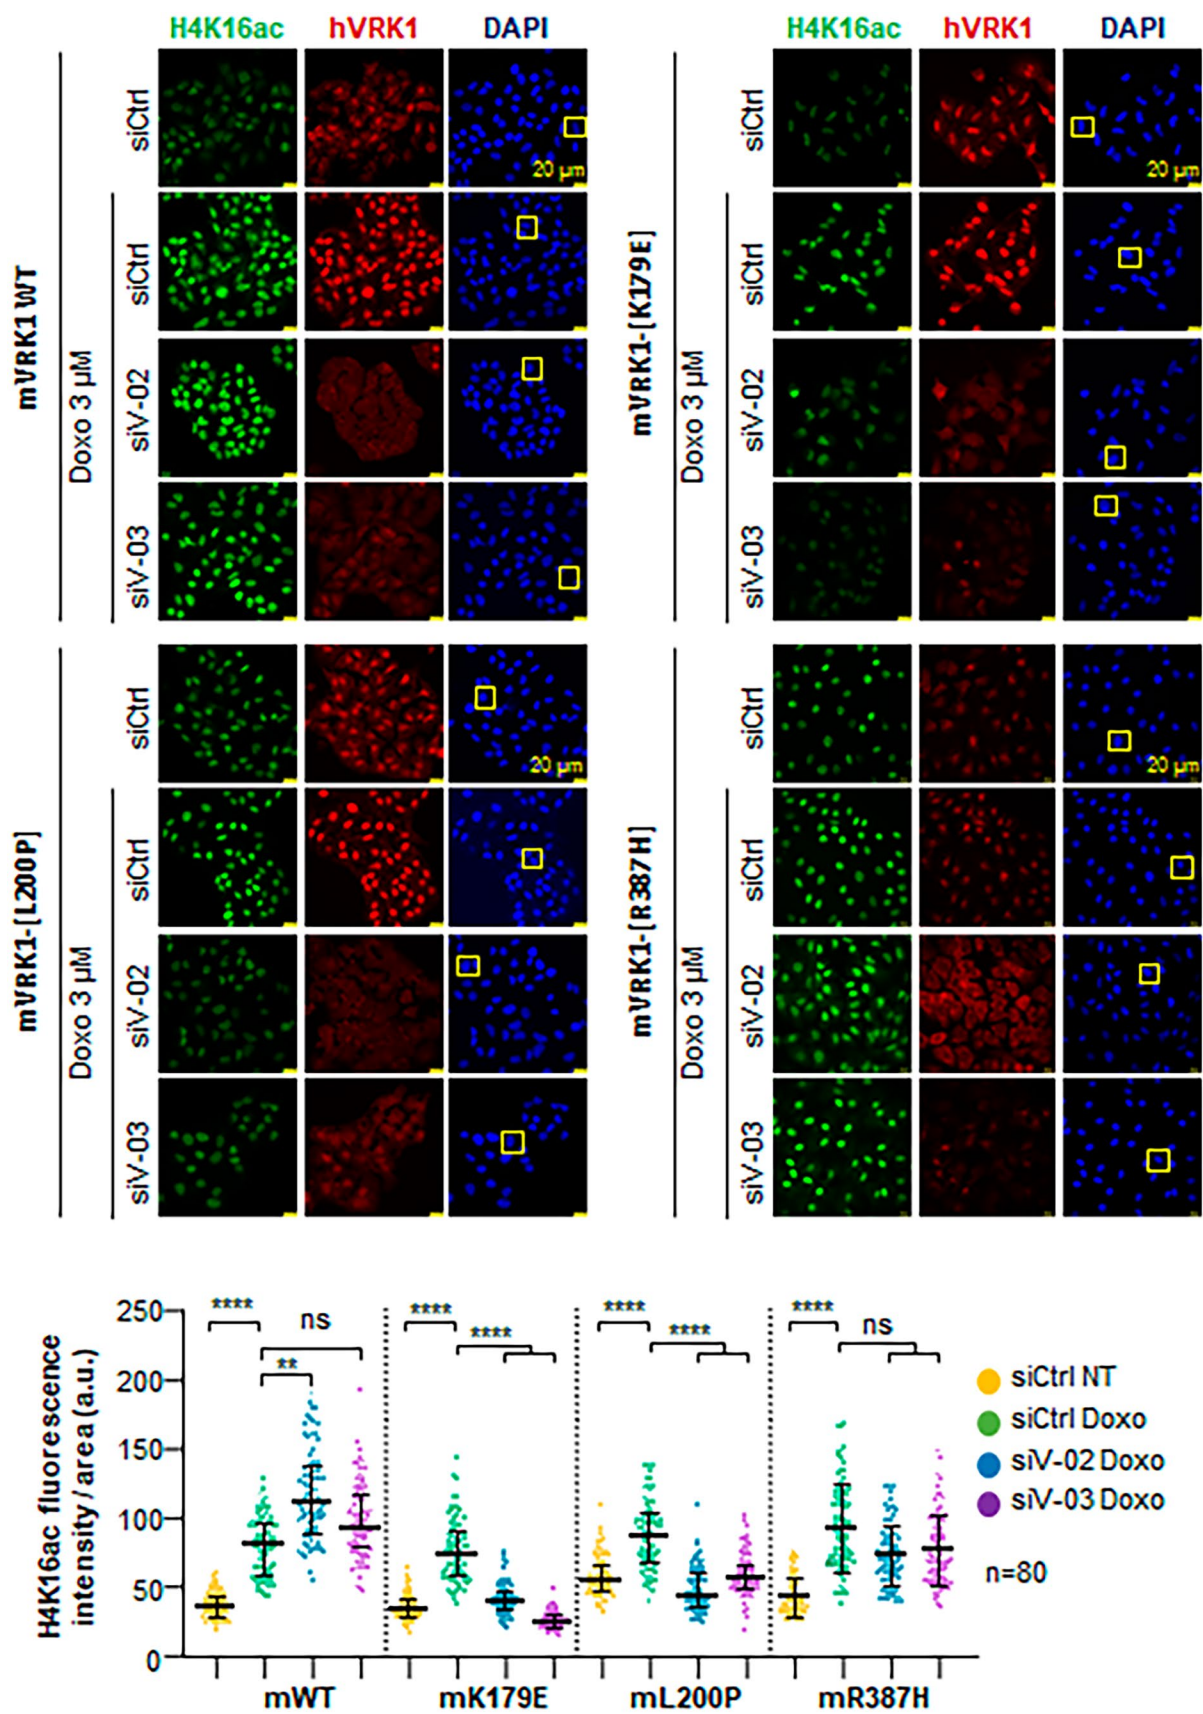 H4K16ac hVRK1 DAPI
siCtrl
20 µm
siCtrl
siV-02
siV-03
Doxo 3 µM
mVRK1 WT
H4K16ac hVRK1 DAPI
siCtrl
20 µm
siCtrl
siV-02
siV-03
Doxo 3 µM
mVRK1-[K179E]
siCtrl
20 µm
siCtrl
siV-02
siV-03
Doxo 3 µM
mVRK1-[L200P]
siCtrl
20 µm
siCtrl
siV-02
siV-03
Doxo 3 µM
mVRK1-[R387H]
H4K16ac fluorescence
intensity / area (a.u.)
250
200
150
100
50
0
**** ns
**
**** ****
**** ****
**** ns
mWT mK179E mL200P mR387H
siCtrl NT
siCtrl Doxo
siV-02 Doxo
siV-03 Doxo
n=80